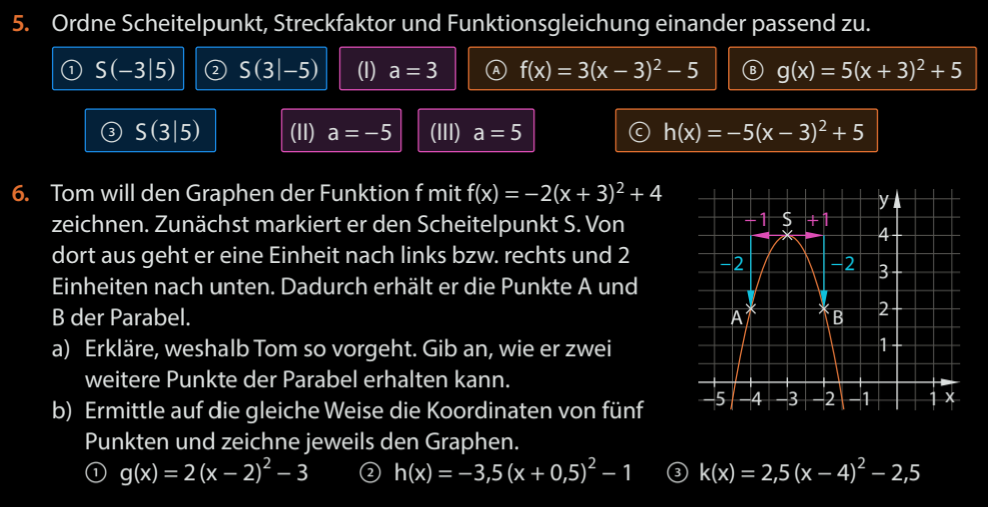 5. Ordne Scheitelpunkt, Streckfaktor und Funktionsgleichung einander passend zu.
① S(−3|5) ② S(3|−5) (I) a = 3 Ⓐ f(x) = 3(x − 3)² − 5 Ⓑ g(x) = 5(x + 3)² + 5
③ S(3|5) (II) a = −5 (III) a = 5 Ⓒ h(x) = −5(x − 3)² + 5
6. Tom will den Graphen der Funktion f mit f(x) = −2(x + 3)² + 4
zeichnen. Zunächst markiert er den Scheitelpunkt S. Von
dort aus geht er eine Einheit nach links bzw. rechts und 2
Einheiten nach unten. Dadurch erhält er die Punkte A und
B der Parabel.
a) Erkläre, weshalb Tom so vorgeht. Gib an, wie er zwei
weitere Punkte der Parabel erhalten kann.
b) Ermittle auf die gleiche Weise die Koordinaten von fünf
Punkten und zeichne jeweils den Graphen.
① g(x) = 2 (x − 2)² − 3 ② h(x) = −3,5 (x + 0,5)² − 1 ③ k(x) = 2,5 (x − 4)² − 2,5
y
−1 S +1
4
−2 −2
3
A B 2
1
−5 −4 −3 −2 −1 1 x